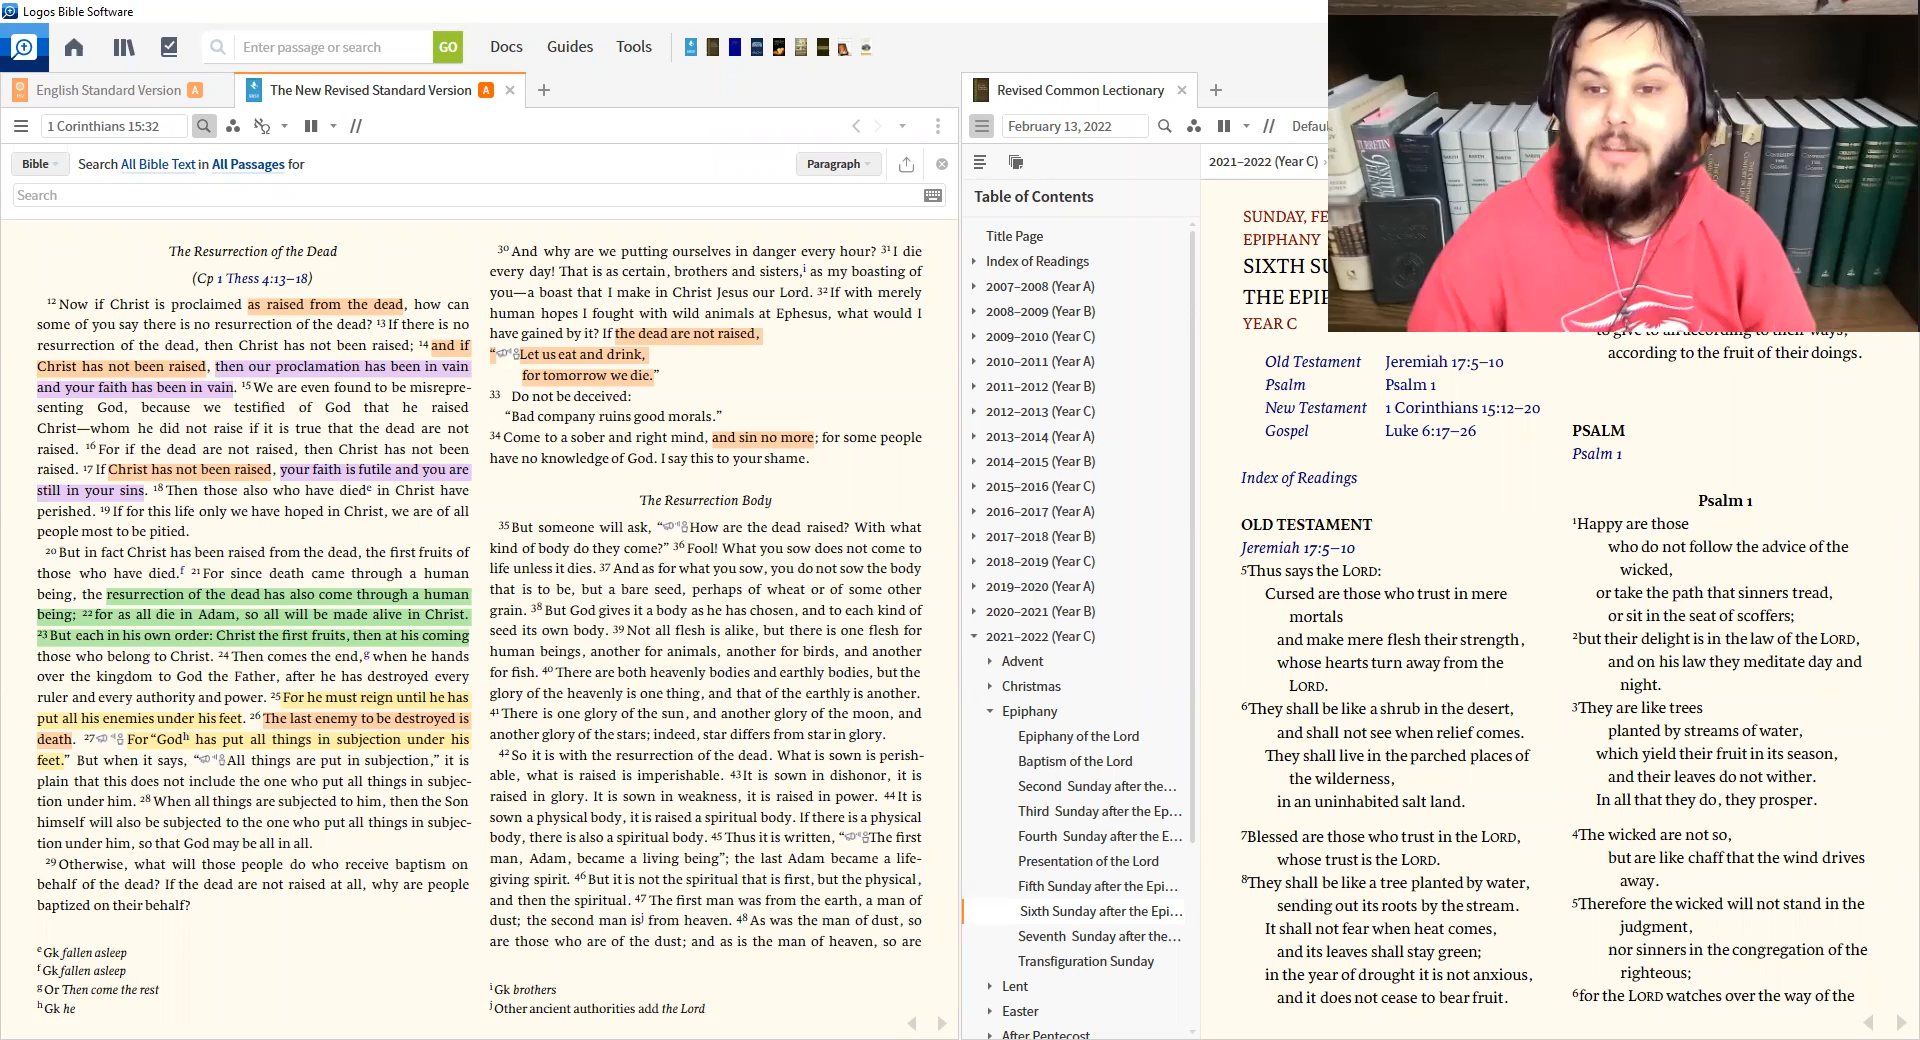 Logos Bible Software
Enter passage or search
GO
Docs
Guides
Tools
English Standard Version A
The New Revised Standard Version A
1 Corinthians 15:32
Bible
Search All Bible Text in All Passages for
Paragraph
Search
The Resurrection of the Dead
(Cp 1 Thess 4:13–18)
12 Now if Christ is proclaimed as raised from the dead, how can
some of you say there is no resurrection of the dead? 13 If there is no
resurrection of the dead, then Christ has not been raised; 14 and if
Christ has not been raised, then our proclamation has been in vain
and your faith has been in vain. 15 We are even found to be misrepre-
senting God, because we testified of God that he raised
Christ—whom he did not raise if it is true that the dead are not
raised. 16 For if the dead are not raised, then Christ has not been
raised. 17 If Christ has not been raised, your faith is futile and you are
still in your sins. 18 Then those also who have died e in Christ have
perished. 19 If for this life only we have hoped in Christ, we are of all
people most to be pitied.
20 But in fact Christ has been raised from the dead, the first fruits of
those who have died. f 21 For since death came through a human
being, the resurrection of the dead has also come through a human
being; 22 for as all die in Adam, so all will be made alive in Christ.
23 But each in his own order: Christ the first fruits, then at his coming
those who belong to Christ. 24 Then comes the end, g when he hands
over the kingdom to God the Father, after he has destroyed every
ruler and every authority and power. 25 For he must reign until he has
put all his enemies under his feet. 26 The last enemy to be destroyed is
death. 27 For “God h has put all things in subjection under his
feet.” But when it says, “All things are put in subjection,” it is
plain that this does not include the one who put all things in subjec-
tion under him. 28 When all things are subjected to him, then the Son
himself will also be subjected to the one who put all things in subjec-
tion under him, so that God may be all in all.
29 Otherwise, what will those people do who receive baptism on
behalf of the dead? If the dead are not raised at all, why are people
baptized on their behalf?
e Gk fallen asleep
f Gk fallen asleep
g Or Then come the rest
h Gk he
30 And why are we putting ourselves in danger every hour? 31 I die
every day! That is as certain, brothers and sisters, i as my boasting of
you—a boast that I make in Christ Jesus our Lord. 32 If with merely
human hopes I fought with wild animals at Ephesus, what would I
have gained by it? If the dead are not raised,
“Let us eat and drink,
for tomorrow we die.”
33 Do not be deceived:
“Bad company ruins good morals.”
34 Come to a sober and right mind, and sin no more; for some people
have no knowledge of God. I say this to your shame.
The Resurrection Body
35 But someone will ask, “How are the dead raised? With what
kind of body do they come?” 36 Fool! What you sow does not come to
life unless it dies. 37 And as for what you sow, you do not sow the body
that is to be, but a bare seed, perhaps of wheat or of some other
grain. 38 But God gives it a body as he has chosen, and to each kind of
seed its own body. 39 Not all flesh is alike, but there is one flesh for
human beings, another for animals, another for birds, and another
for fish. 40 There are both heavenly bodies and earthly bodies, but the
glory of the heavenly is one thing, and that of the earthly is another.
41 There is one glory of the sun, and another glory of the moon, and
another glory of the stars; indeed, star differs from star in glory.
42 So it is with the resurrection of the dead. What is sown is perish-
able, what is raised is imperishable. 43 It is sown in dishonor, it is
raised in glory. It is sown in weakness, it is raised in power. 44 It is
sown a physical body, it is raised a spiritual body. If there is a physical
body, there is also a spiritual body. 45 Thus it is written, “The first
man, Adam, became a living being”; the last Adam became a life-
giving spirit. 46 But it is not the spiritual that is first, but the physical,
and then the spiritual. 47 The first man was from the earth, a man of
dust; the second man is j from heaven. 48 As was the man of dust, so
are those who are of the dust; and as is the man of heaven, so are
i Gk brothers
j Other ancient authorities add the Lord
Revised Common Lectionary
February 13, 2022
Defaul
2021–2022 (Year C)
Table of Contents
Title Page
Index of Readings
2007–2008 (Year A)
2008–2009 (Year B)
2009–2010 (Year C)
2010–2011 (Year A)
2011–2012 (Year B)
2012–2013 (Year C)
2013–2014 (Year A)
2014–2015 (Year B)
2015–2016 (Year C)
2016–2017 (Year A)
2017–2018 (Year B)
2018–2019 (Year C)
2019–2020 (Year A)
2020–2021 (Year B)
2021–2022 (Year C)
Advent
Christmas
Epiphany
Epiphany of the Lord
Baptism of the Lord
Second Sunday after the...
Third Sunday after the Ep...
Fourth Sunday after the E...
Presentation of the Lord
Fifth Sunday after the Epi...
Sixth Sunday after the Epi...
Seventh Sunday after the...
Transfiguration Sunday
Lent
Easter
After Pentecost
SUNDAY, FE
EPIPHANY
SIXTH SU
THE EPIP
YEAR C
Old Testament Jeremiah 17:5–10
Psalm Psalm 1
New Testament 1 Corinthians 15:12–20
Gospel Luke 6:17–26
Index of Readings
OLD TESTAMENT
Jeremiah 17:5–10
5 Thus says the LORD:
Cursed are those who trust in mere
mortals
and make mere flesh their strength,
whose hearts turn away from the
LORD.
6 They shall be like a shrub in the desert,
and shall not see when relief comes.
They shall live in the parched places of
the wilderness,
in an uninhabited salt land.
7 Blessed are those who trust in the LORD,
whose trust is the LORD.
8 They shall be like a tree planted by water,
sending out its roots by the stream.
It shall not fear when heat comes,
and its leaves shall stay green;
in the year of drought it is not anxious,
and it does not cease to bear fruit.
to give to all according to their ways,
according to the fruit of their doings.
PSALM
Psalm 1
Psalm 1
1 Happy are those
who do not follow the advice of the
wicked,
or take the path that sinners tread,
or sit in the seat of scoffers;
2 but their delight is in the law of the LORD,
and on his law they meditate day and
night.
3 They are like trees
planted by streams of water,
which yield their fruit in its season,
and their leaves do not wither.
In all that they do, they prosper.
4 The wicked are not so,
but are like chaff that the wind drives
away.
5 Therefore the wicked will not stand in the
judgment,
nor sinners in the congregation of the
righteous;
6 for the LORD watches over the way of the